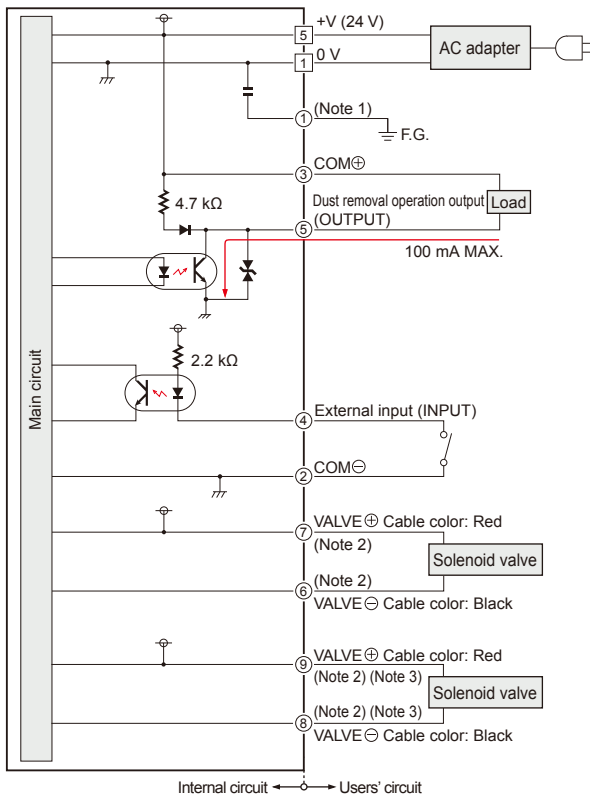 +V (24 V)
5
0 V
1
AC adapter
(Note 1)
1
F.G.
COM⊕
3
4.7 kΩ
Dust removal operation output
Load
5
(OUTPUT)
100 mA MAX.
2.2 kΩ
Main circuit
External input (INPUT)
4
COM⊖
2
VALVE⊕ Cable color: Red
7
(Note 2)
Solenoid valve
(Note 2)
6
VALVE⊖ Cable color: Black
VALVE⊕ Cable color: Red
9
(Note 2) (Note 3)
Solenoid valve
(Note 2) (Note 3)
8
VALVE⊖ Cable color: Black
Internal circuit
Users' circuit